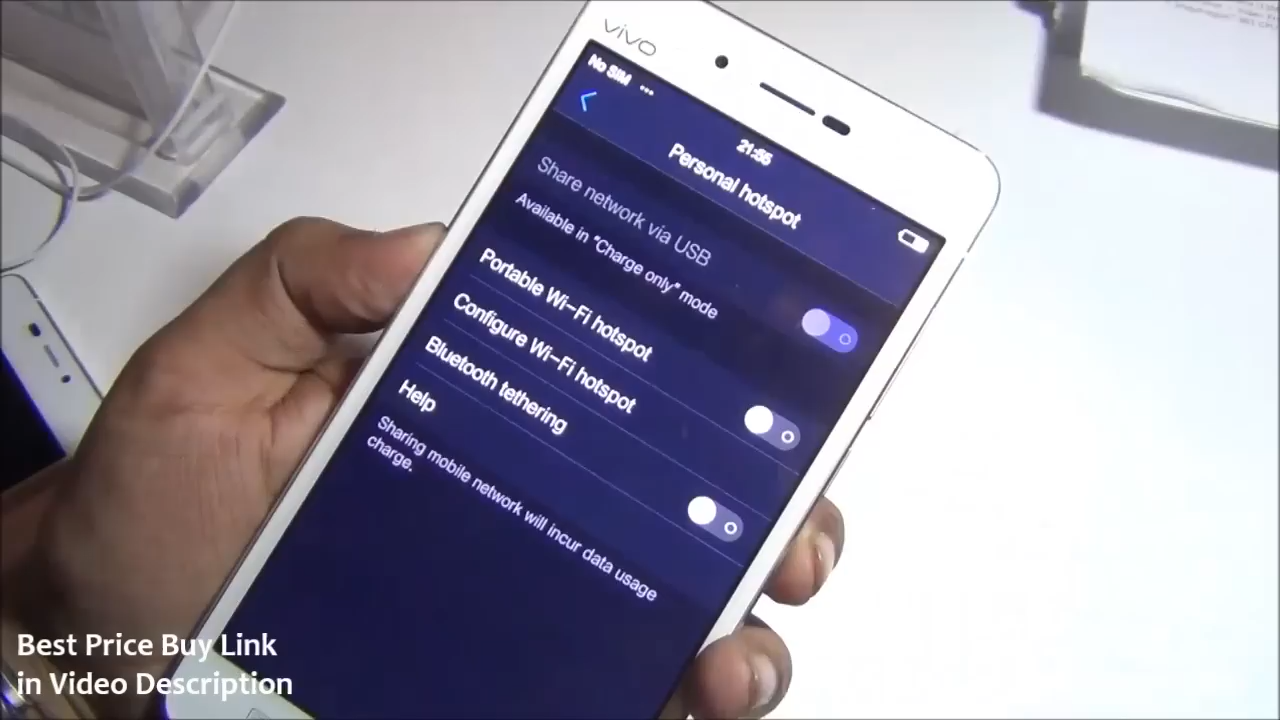 vivo
No SIM
21:55
Personal hotspot
Share network via USB
Available in "Charge only" mode
Portable Wi-Fi hotspot
Configure Wi-Fi hotspot
Bluetooth tethering
Help
Sharing mobile network will incur data usage
charge.
Best Price Buy Link
in Video Description